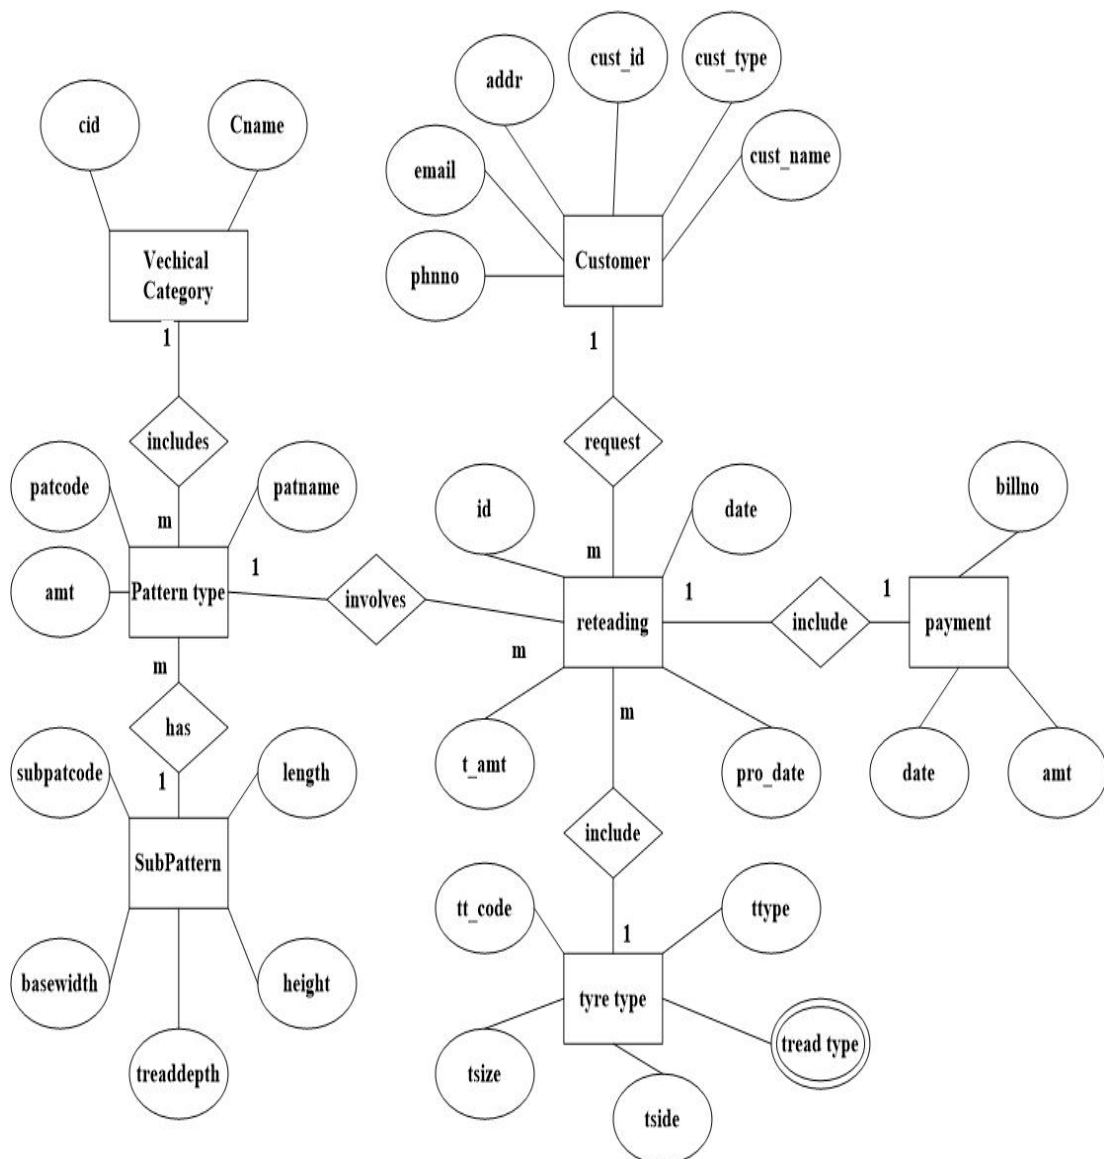 cust_id
cust_type
addr
cid
Cname
cust_name
email
Vechical
Category
Customer
phnno
1
1
includes
request
patcode
patname
billno
id
date
m
m
1
1
1
amt
Pattern type
involves
reteading
include
payment
m
m
m
has
t_amt
pro_date
date
amt
subpatcode
length
1
include
SubPattern
tt_code
ttype
1
basewidth
height
tyre type
tread type
treaddepth
tsize
tside